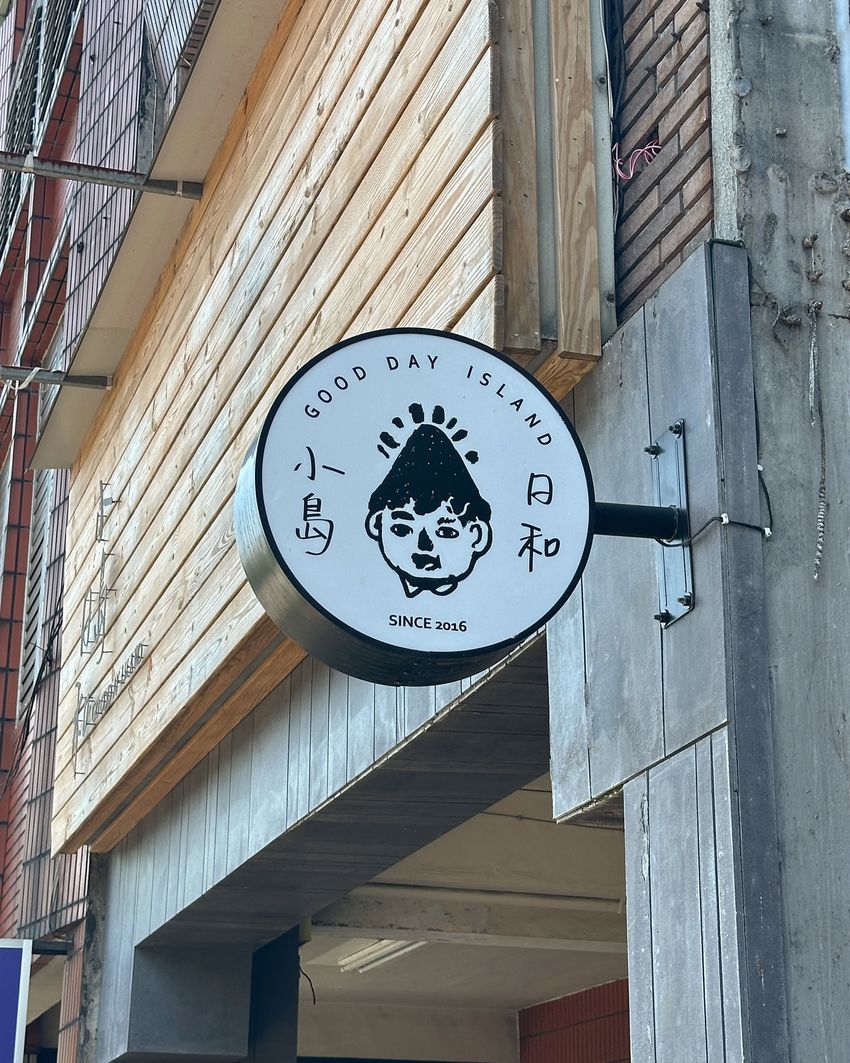 GOOD DAY ISLAND
小島
日和
SINCE 2016